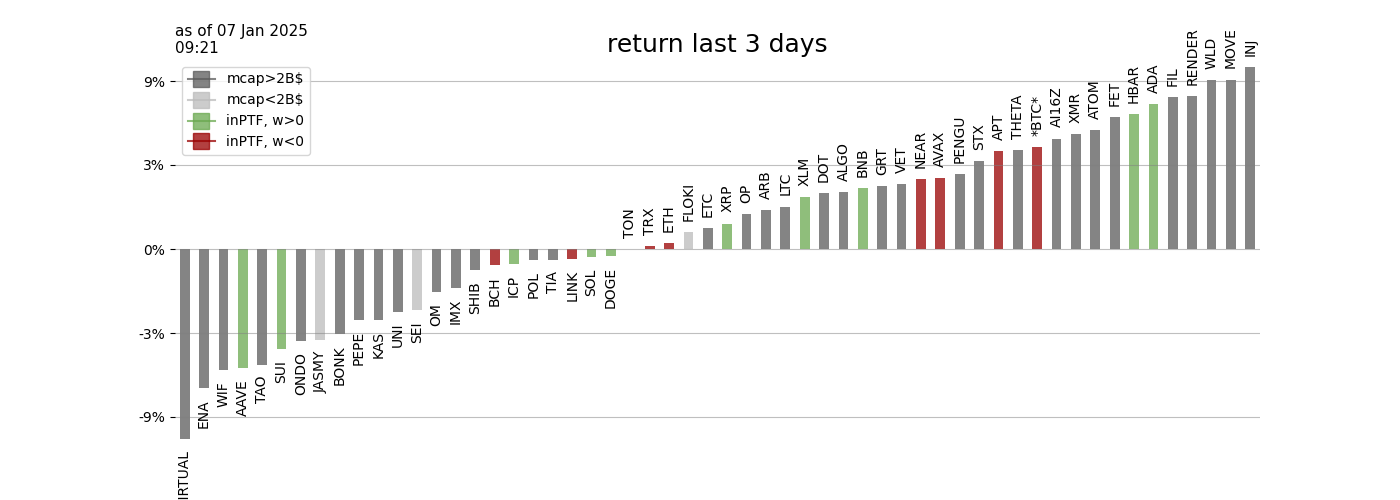 as of 07 Jan 2025
09:21
return last 3 days
mcap>2B$
mcap<2B$
inPTF, w>0
inPTF, w<0
9%
3%
0%
-3%
-9%
IRTUAL
ENA
WIF
AAVE
TAO
SUI
ONDO
JASMY
BONK
PEPE
KAS
UNI
SEI
OM
IMX
SHIB
BCH
ICP
POL
TIA
LINK
SOL
DOGE
TON
TRX
ETH
FLOKI
ETC
XRP
OP
ARB
LTC
XLM
DOT
ALGO
BNB
GRT
VET
NEAR
AVAX
PENGU
STX
APT
THETA
*BTC*
AI16Z
XMR
ATOM
FET
HBAR
ADA
FIL
RENDER
WLD
MOVE
INJ